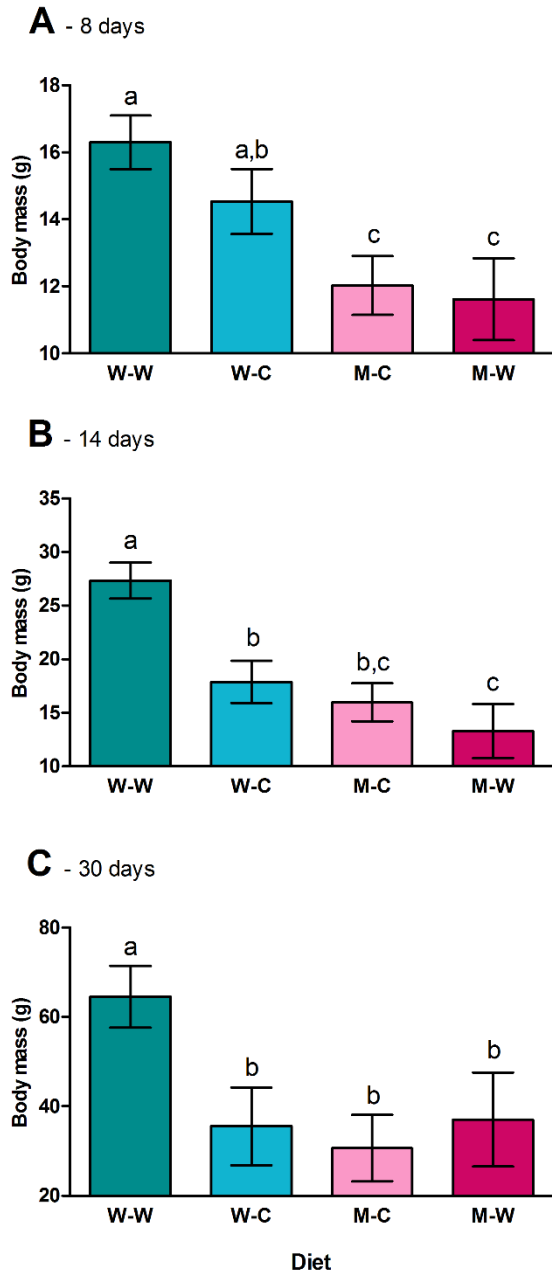 A - 8 days
18
16
14
12
10
Body mass (g)
a
a,b
c
c
W-W W-C M-C M-W
B - 14 days
35
30
25
20
15
10
Body mass (g)
a
b
b,c
c
W-W W-C M-C M-W
C - 30 days
80
60
40
20
Body mass (g)
a
b
b
b
W-W W-C M-C M-W
Diet